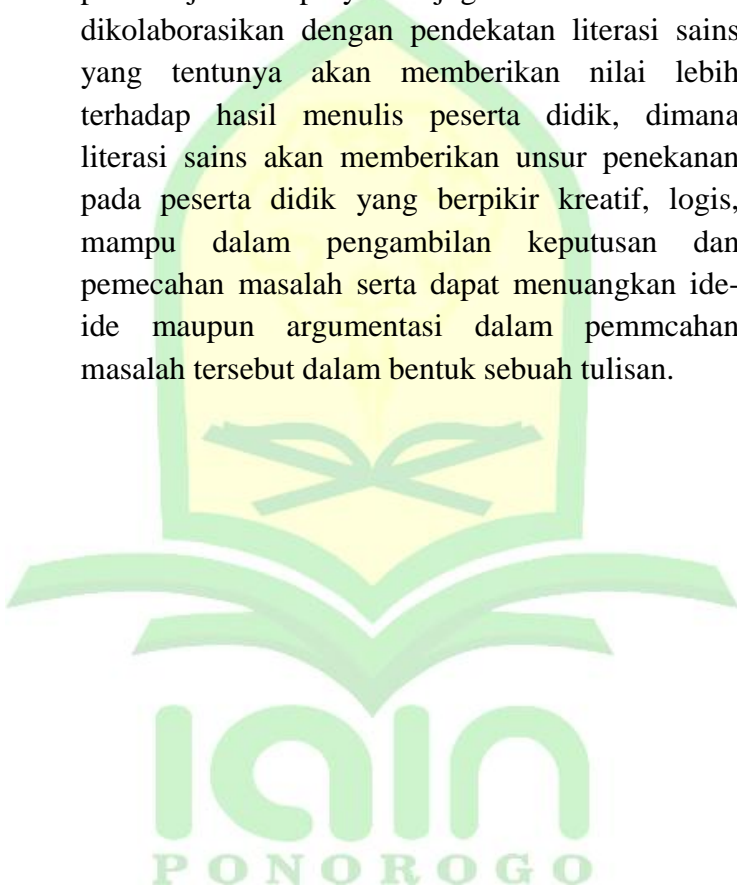 dikolaborasikan dengan pendekatan literasi sains
yang tentunya akan memberikan nilai lebih
terhadap hasil menulis peserta didik, dimana
literasi sains akan memberikan unsur penekanan
pada peserta didik yang berpikir kreatif, logis,
mampu dalam pengambilan keputusan dan
pemecahan masalah serta dapat menuangkan ide-
ide maupun argumentasi dalam pemmcahan
masalah tersebut dalam bentuk sebuah tulisan.
IAIN
PONOROGO